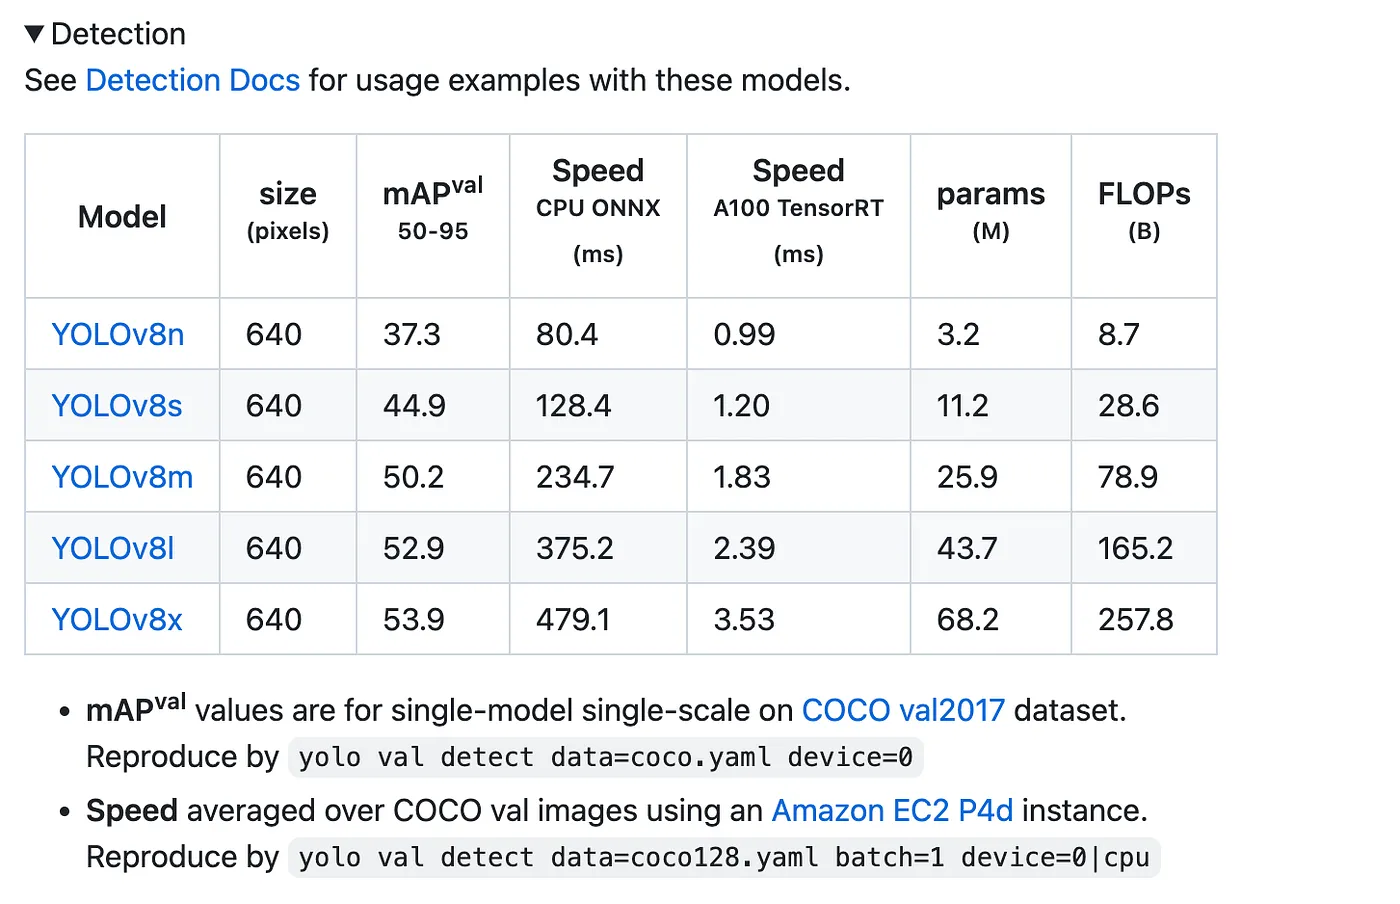 ▼ Detection
See Detection Docs for usage examples with these models.
Model size (pixels) mAPval 50-95 Speed CPU ONNX (ms) Speed A100 TensorRT (ms) params (M) FLOPs (B)
YOLOv8n 640 37.3 80.4 0.99 3.2 8.7
YOLOv8s 640 44.9 128.4 1.20 11.2 28.6
YOLOv8m 640 50.2 234.7 1.83 25.9 78.9
YOLOv8l 640 52.9 375.2 2.39 43.7 165.2
YOLOv8x 640 53.9 479.1 3.53 68.2 257.8
• mAPval values are for single-model single-scale on COCO val2017 dataset.
Reproduce by yolo val detect data=coco.yaml device=0
• Speed averaged over COCO val images using an Amazon EC2 P4d instance.
Reproduce by yolo val detect data=coco128.yaml batch=1 device=0|cpu